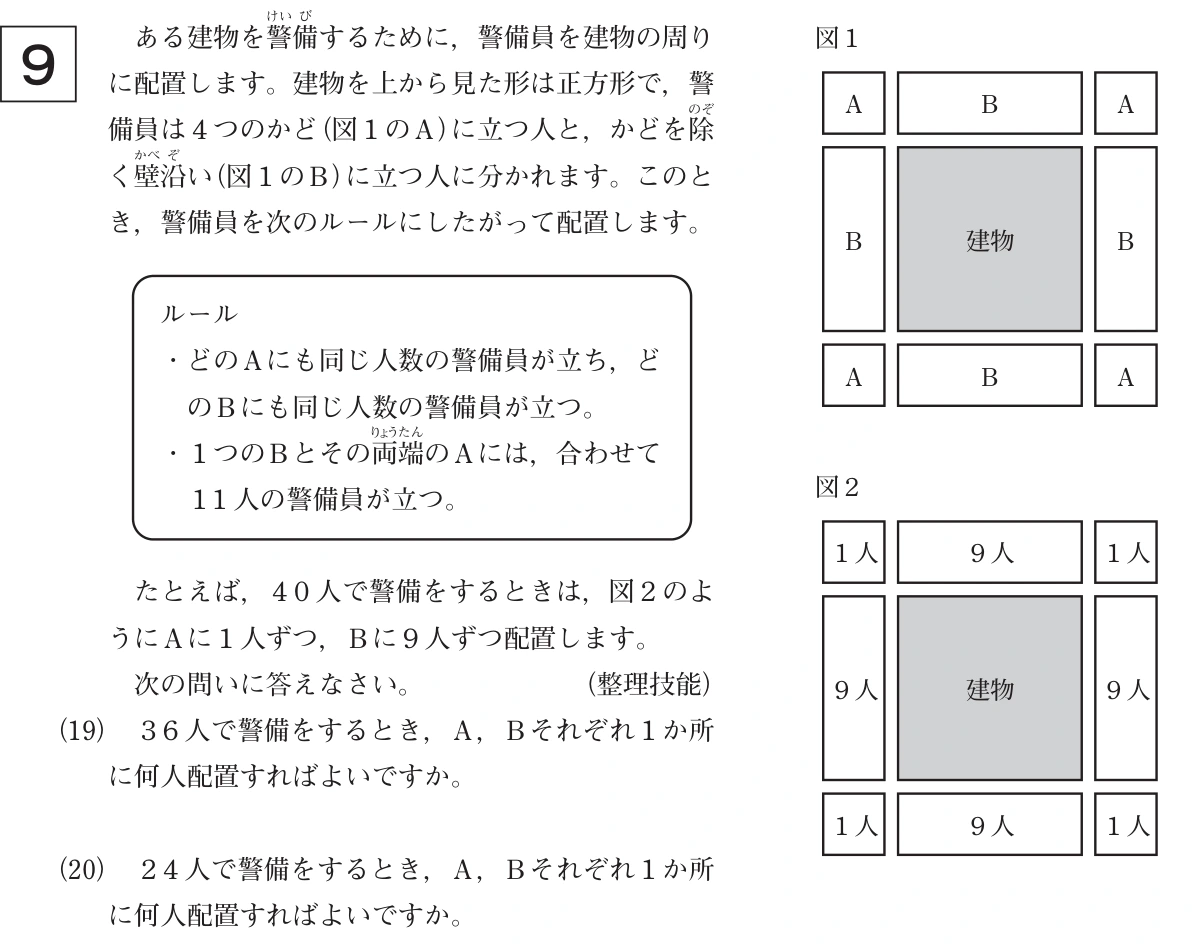 9
ある建物を警備するために，警備員を建物の周り
に配置します。建物を上から見た形は正方形で，警
備員は４つのかど(図１のＡ)に立つ人と，かどを除
く壁沿い(図１のＢ)に立つ人に分かれます。このと
き，警備員を次のルールにしたがって配置します。
けいび
のぞ
かべぞ
ルール
・どのＡにも同じ人数の警備員が立ち，ど
のＢにも同じ人数の警備員が立つ。
・１つのＢとその両端のＡには，合わせて
１１人の警備員が立つ。
りょうたん
たとえば，４０人で警備をするときは，図２のよ
うにＡに１人ずつ，Ｂに９人ずつ配置します。
次の問いに答えなさい。 (整理技能)
(19) ３６人で警備をするとき，Ａ，Ｂそれぞれ１か所
に何人配置すればよいですか。
(20) ２４人で警備をするとき，Ａ，Ｂそれぞれ１か所
に何人配置すればよいですか。
図１
A B A
B 建物 B
A B A
図２
１人 ９人 １人
９人 建物 ９人
１人 ９人 １人